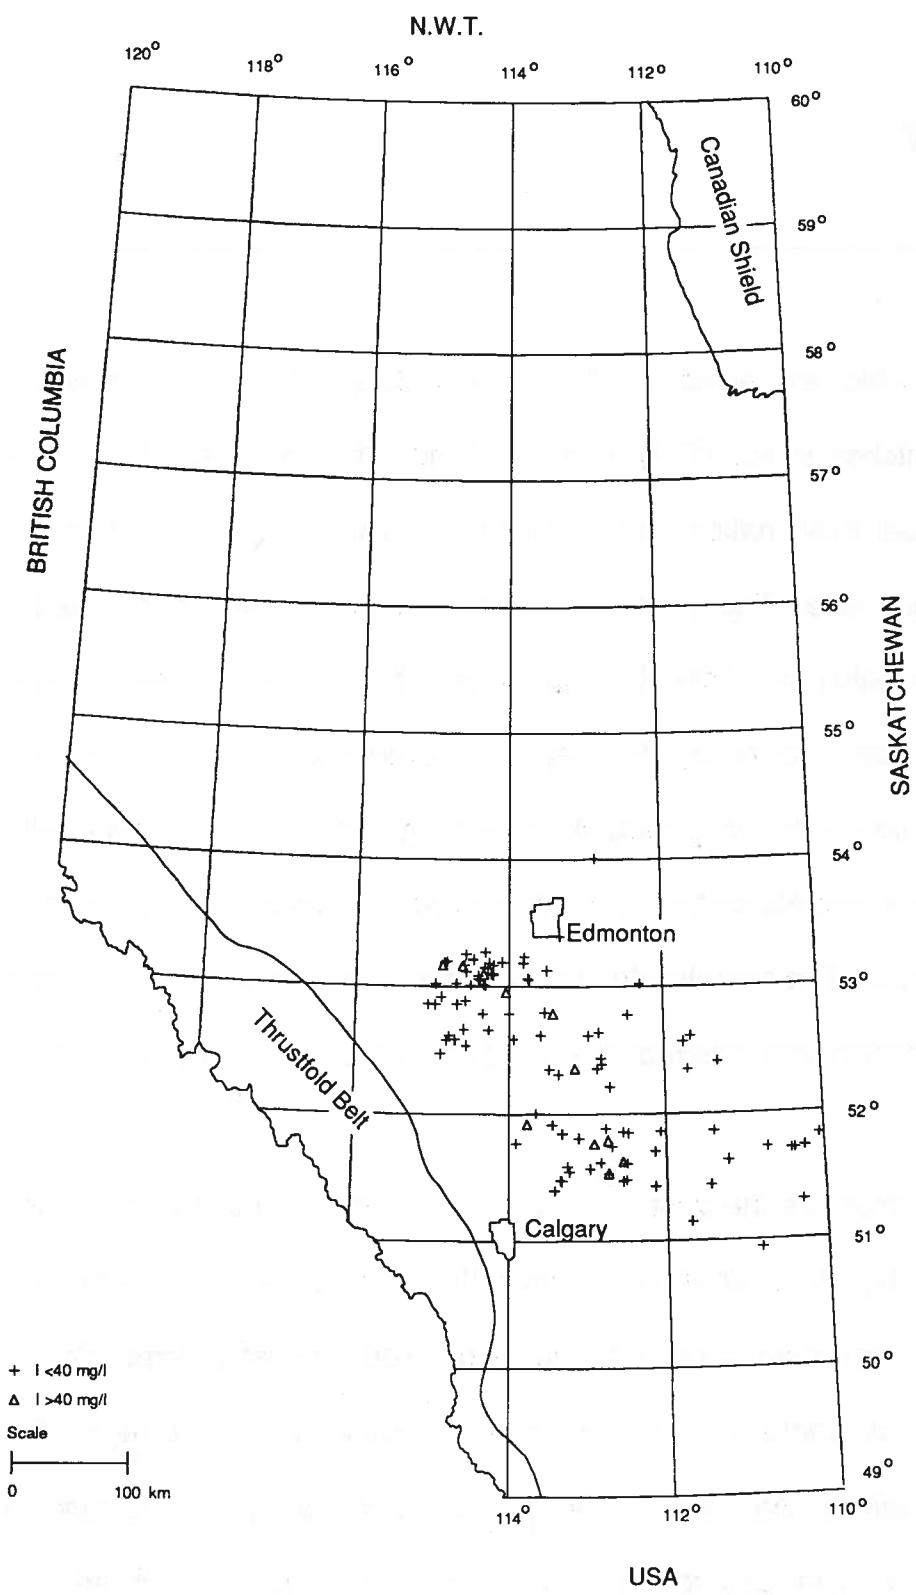 N.W.T.
120°
118°
116°
114°
112°
110°
60°
Canadian Shield
59°
58°
BRITISH COLUMBIA
57°
56°
SASKATCHEWAN
55°
54°
Edmonton
53°
Thrustfold Belt
52°
Calgary
51°
50°
+ I <40 mg/l
Δ I >40 mg/l
Scale
0 100 km
49°
114°
112°
110°
USA